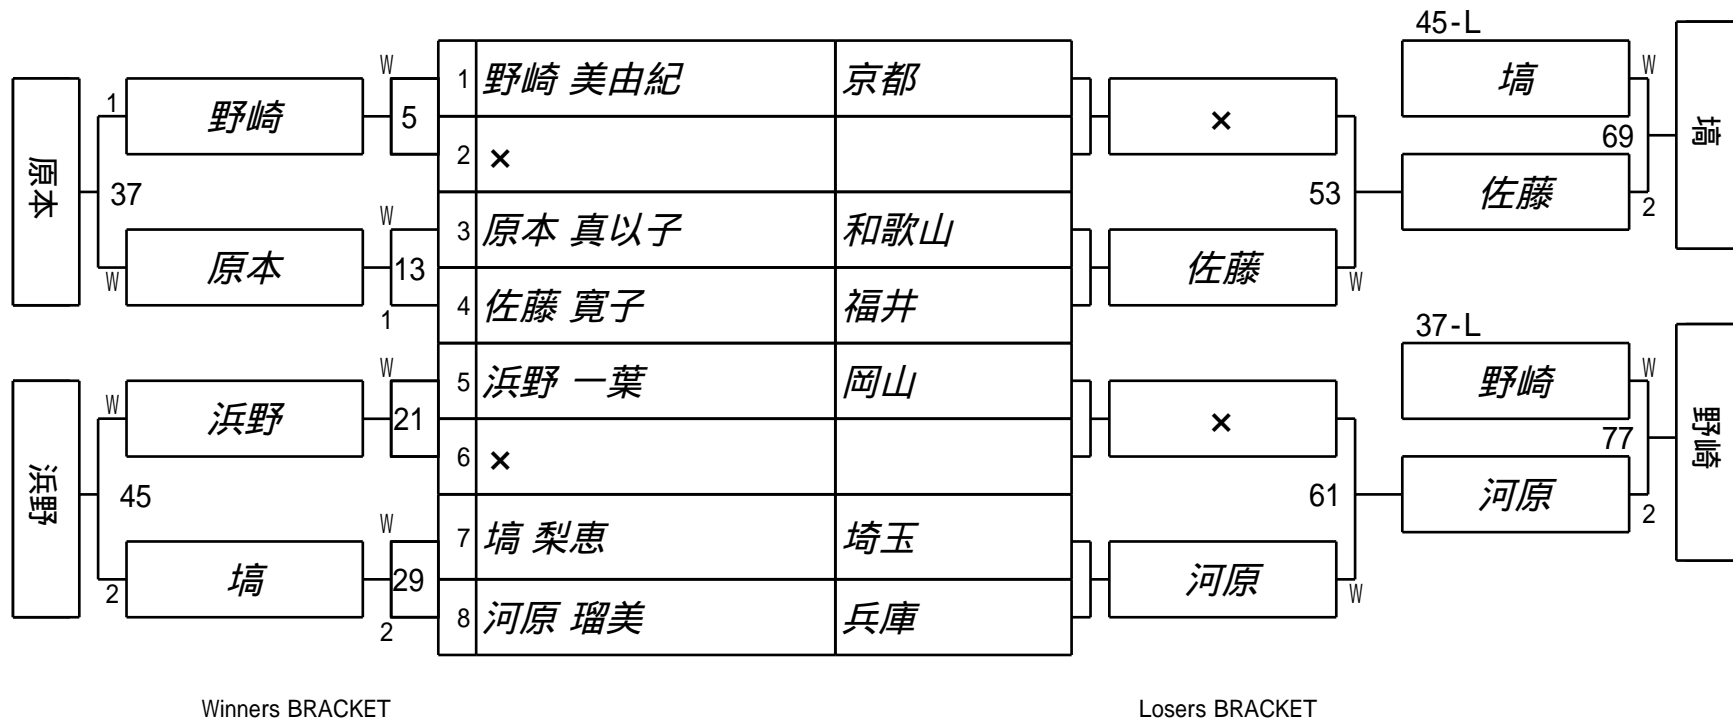 45-L
W
1 野崎 美由紀 京都
塙
W
1
野崎
5
×
69
塙
2 ×
原本
37
佐藤
2
53
W
3 原本 真以子 和歌山
W
原本
13
佐藤
W
1
4 佐藤 寛子 福井
37-L
W
5 浜野 一葉 岡山
野崎
W
W
浜野
21
×
77
野崎
6 ×
浜野
45
河原
2
61
W
7 塙 梨恵 埼玉
2
塙
29
河原
W
2
8 河原 瑠美 兵庫
Winners BRACKET
Losers BRACKET